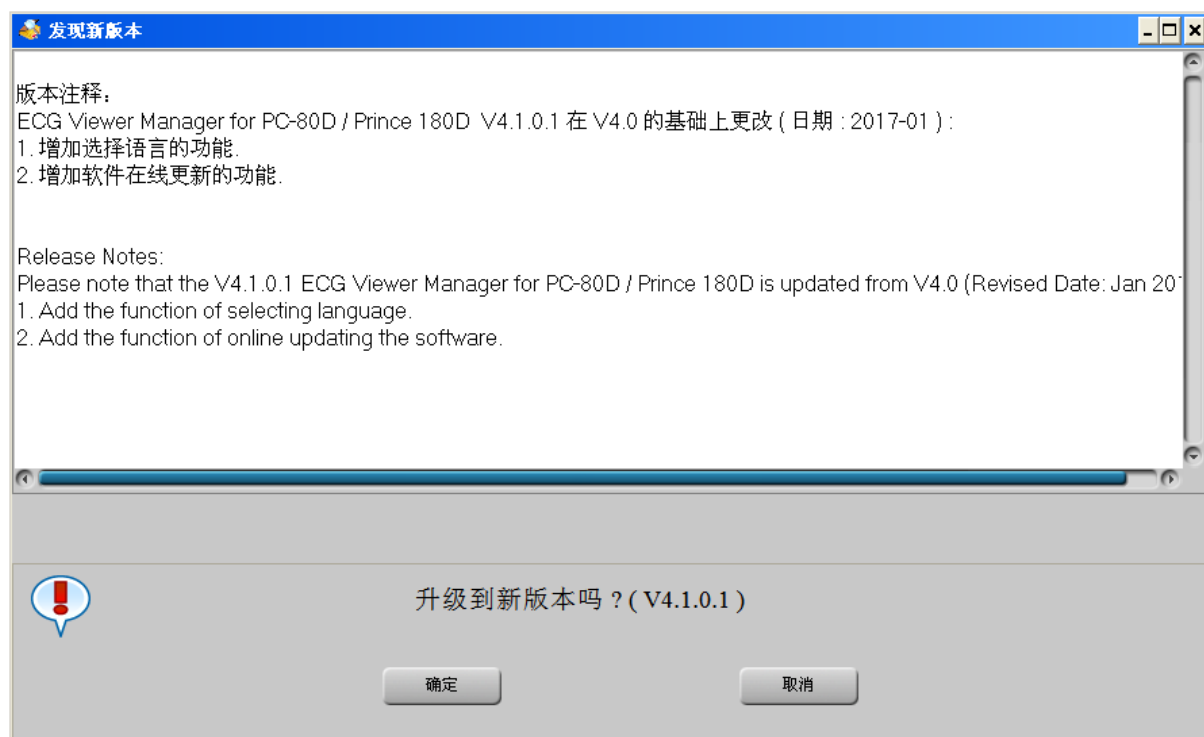 发现新版本
版本注释：
ECG Viewer Manager for PC-80D / Prince 180D V4.1.0.1 在 V4.0 的基础上更改 ( 日期 : 2017-01 ) :
1. 增加选择语言的功能.
2. 增加软件在线更新的功能.
Release Notes:
Please note that the V4.1.0.1 ECG Viewer Manager for PC-80D / Prince 180D is updated from V4.0 (Revised Date: Jan 201
1. Add the function of selecting language.
2. Add the function of online updating the software.
升级到新版本吗 ? ( V4.1.0.1 )
确定
取消